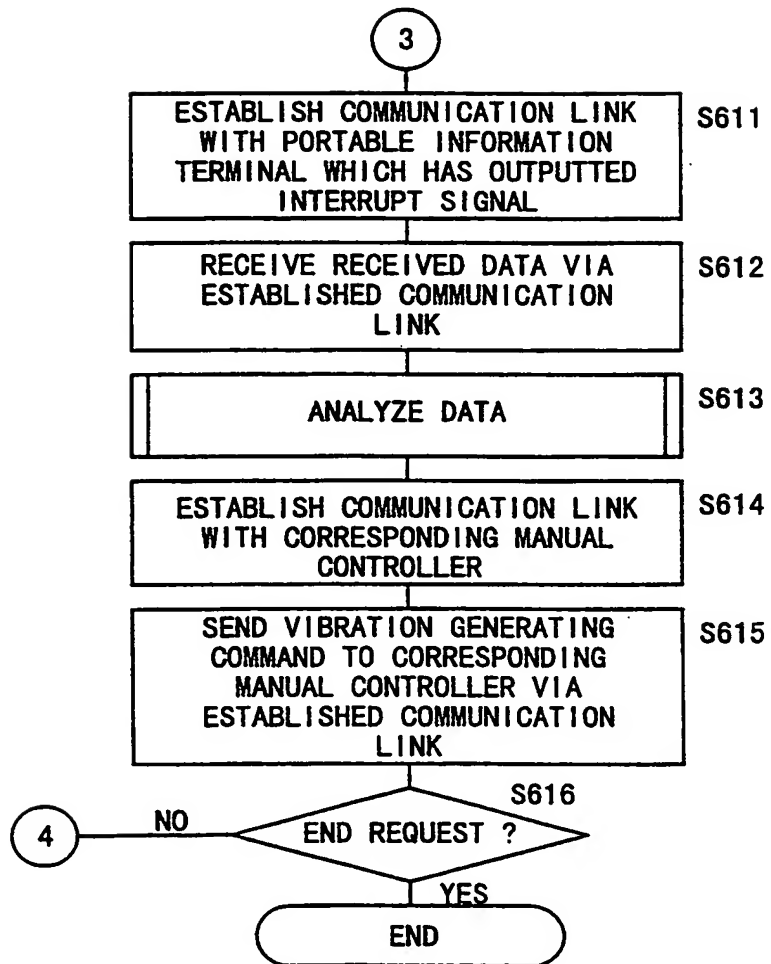 3
ESTABLISH COMMUNICATION LINK
WITH PORTABLE INFORMATION
TERMINAL WHICH HAS OUTPUTTED
INTERRUPT SIGNAL
S611
RECEIVE RECEIVED DATA VIA
ESTABLISHED COMMUNICATION
LINK
S612
ANALYZE DATA
S613
ESTABLISH COMMUNICATION LINK
WITH CORRESPONDING MANUAL
CONTROLLER
S614
SEND VIBRATION GENERATING
COMMAND TO CORRESPONDING
MANUAL CONTROLLER VIA
ESTABLISHED COMMUNICATION
LINK
S615
S616
END REQUEST ?
NO
4
YES
END